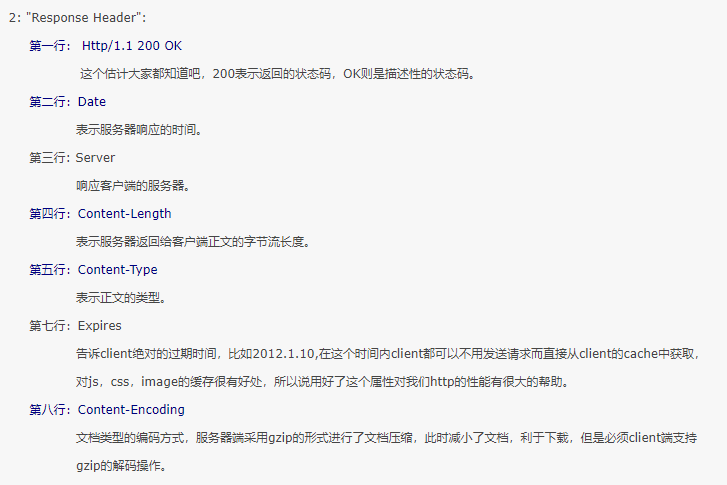 2: "Response Header":
第一行： Http/1.1 200 OK
这个估计大家都知道吧，200表示返回的状态码，OK则是描述性的状态码。
第二行：Date
表示服务器响应的时间。
第三行: Server
响应客户端的服务器。
第四行：Content-Length
表示服务器返回给客户端正文的字节流长度。
第五行：Content-Type
表示正文的类型。
第七行：Expires
告诉client绝对的过期时间，比如2012.1.10,在这个时间内client都可以不用发送请求而直接从client的cache中获取，
对js，css，image的缓存很有好处，所以说用好了这个属性对我们http的性能有很大的帮助。
第八行：Content-Encoding
文档类型的编码方式，服务器端采用gzip的形式进行了文档压缩，此时减小了文档，利于下载，但是必须client端支持
gzip的解码操作。